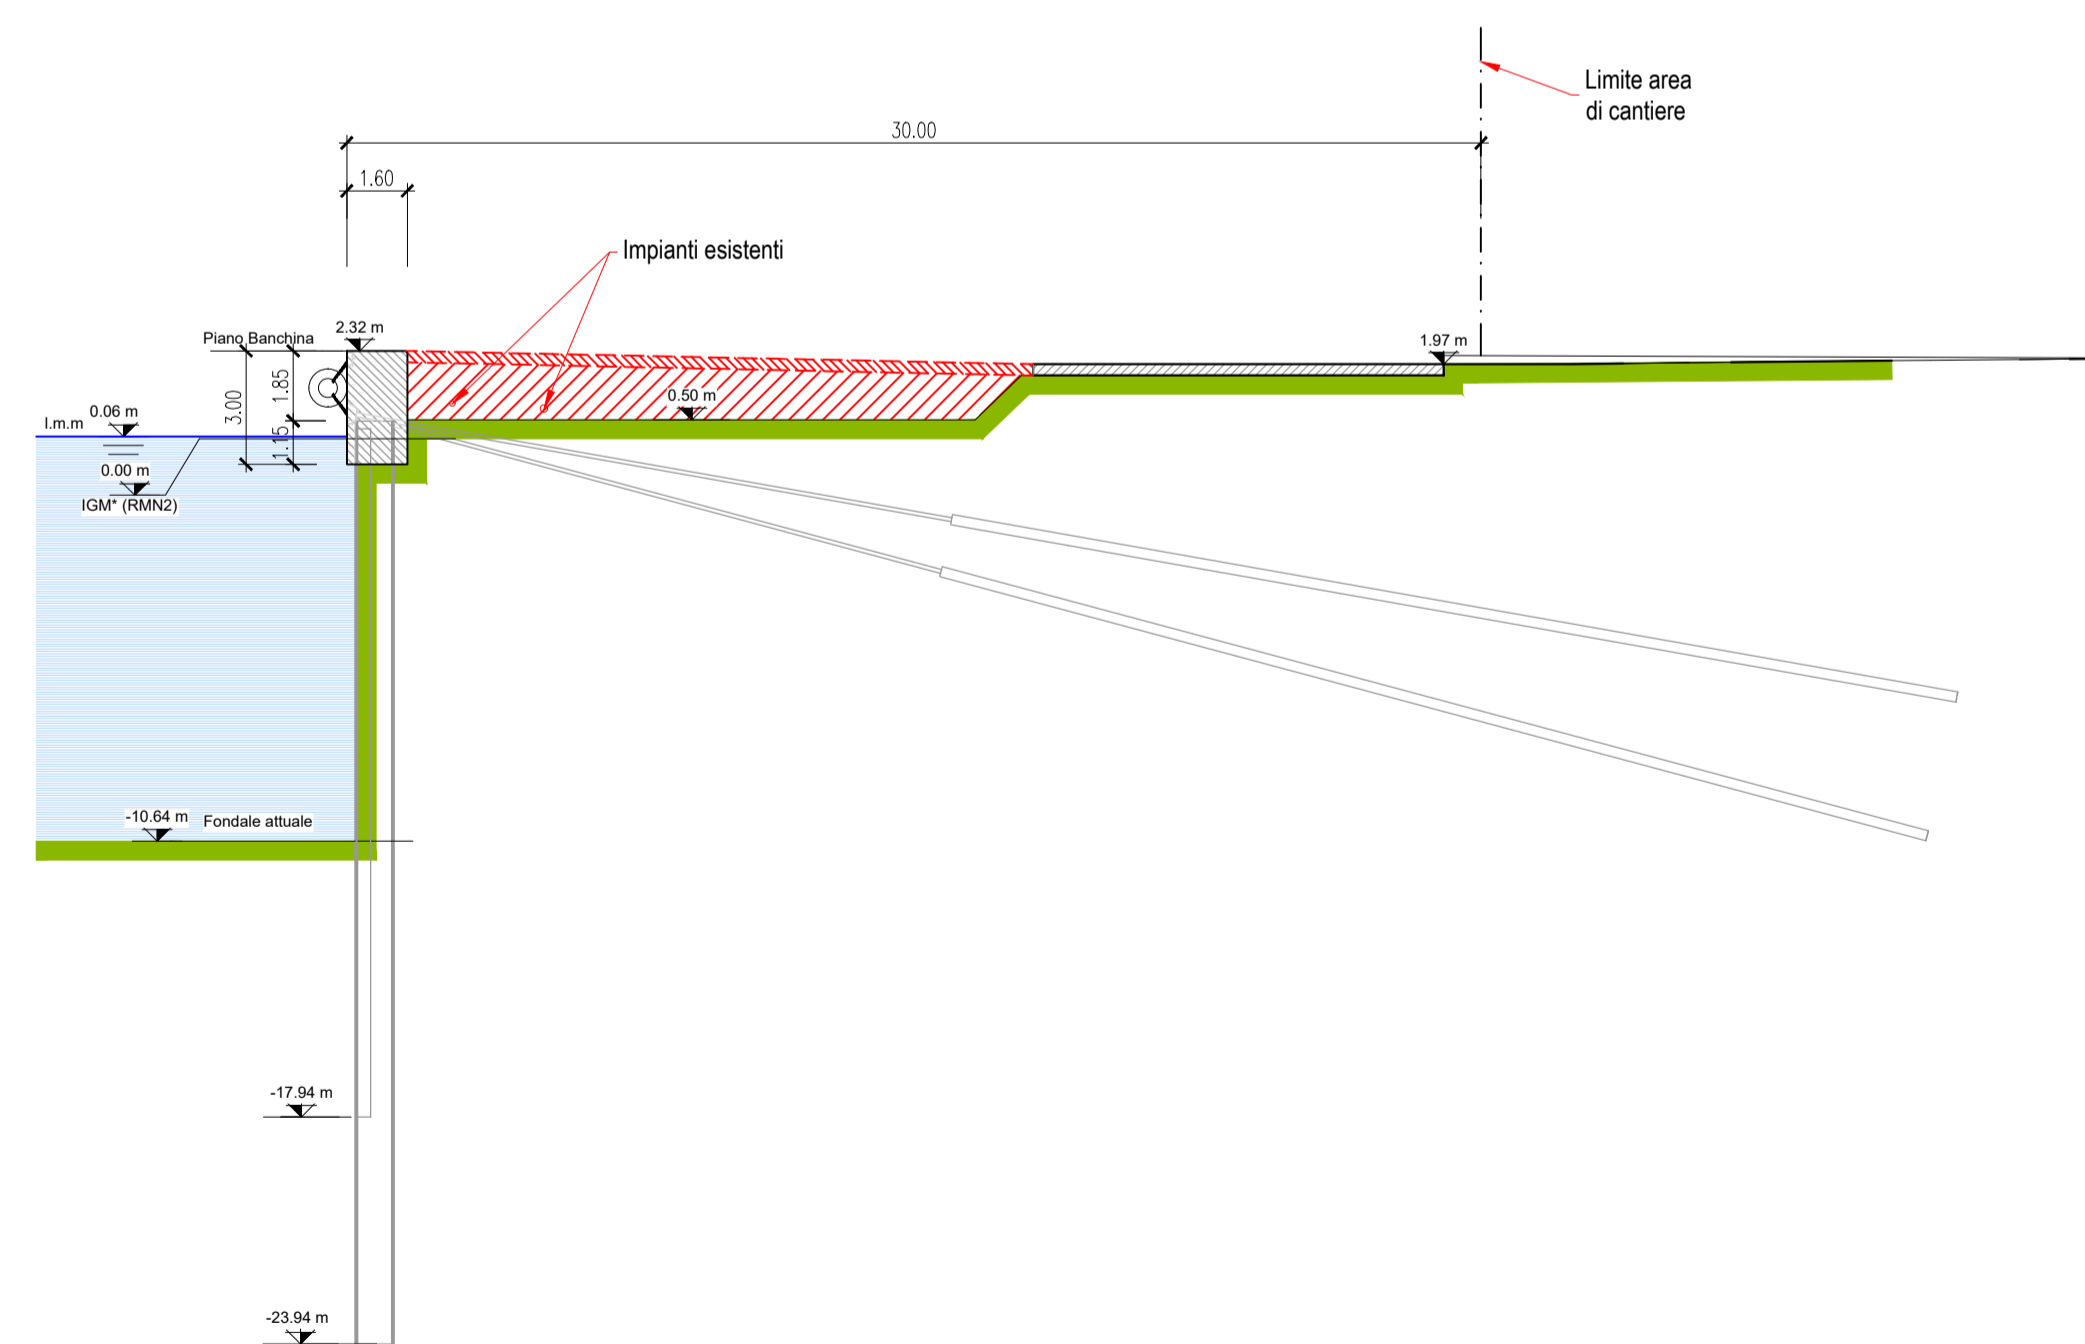 Limite area
di cantiere
30.00
1.60
Impianti esistenti
Piano Banchina
2.32 m
1.97 m
1.85
3.00
1.15
0.50 m
l.m.m
0.06 m
0.00 m
IGM* (RMN2)
-10.64 m
Fondale attuale
-17.94 m
-23.94 m